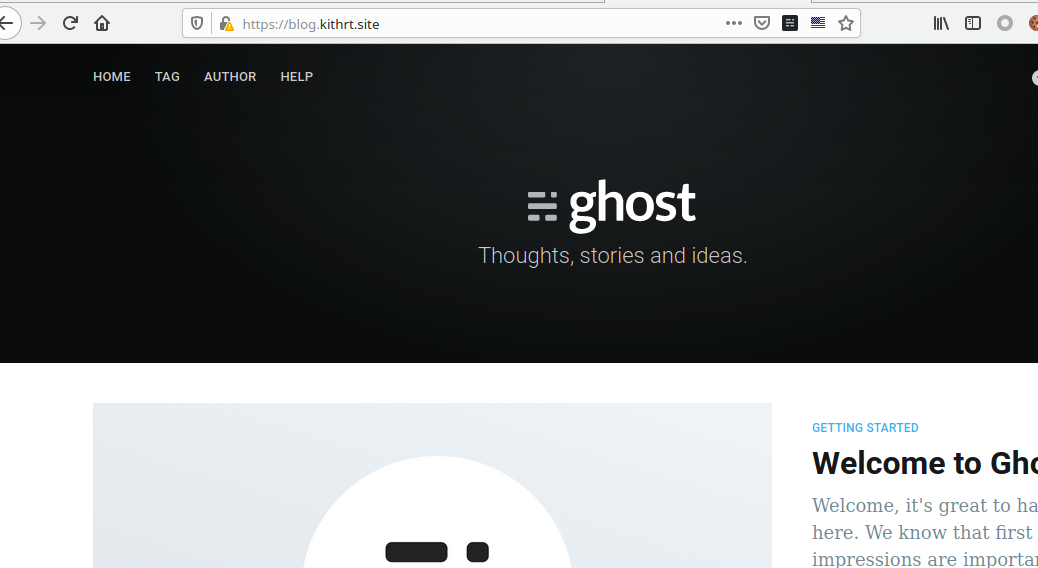 https://blog.kithrt.site
HOME TAG AUTHOR HELP
ghost
Thoughts, stories and ideas.
GETTING STARTED
Welcome to Gho
Welcome, it's great to ha
here. We know that first
impressions are importan